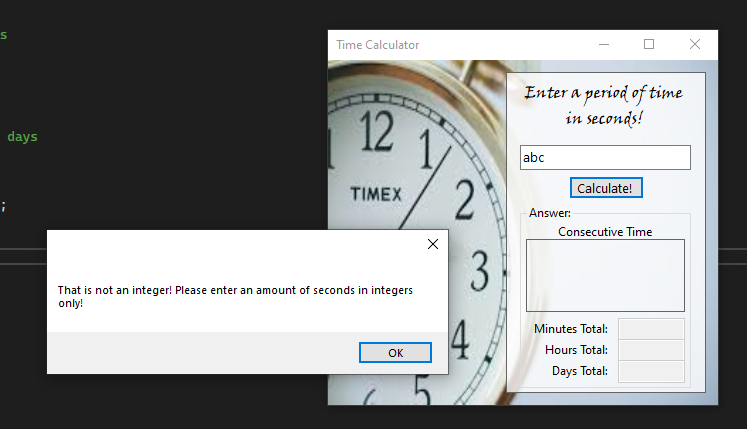 s
days
;
Time Calculator
Enter a period of time
in seconds!
abc
Calculate!
Answer:
Consecutive Time
Minutes Total:
Hours Total:
Days Total:
12
1
2
3
4
5
TIMEX
That is not an integer! Please enter an amount of seconds in integers
only!
OK